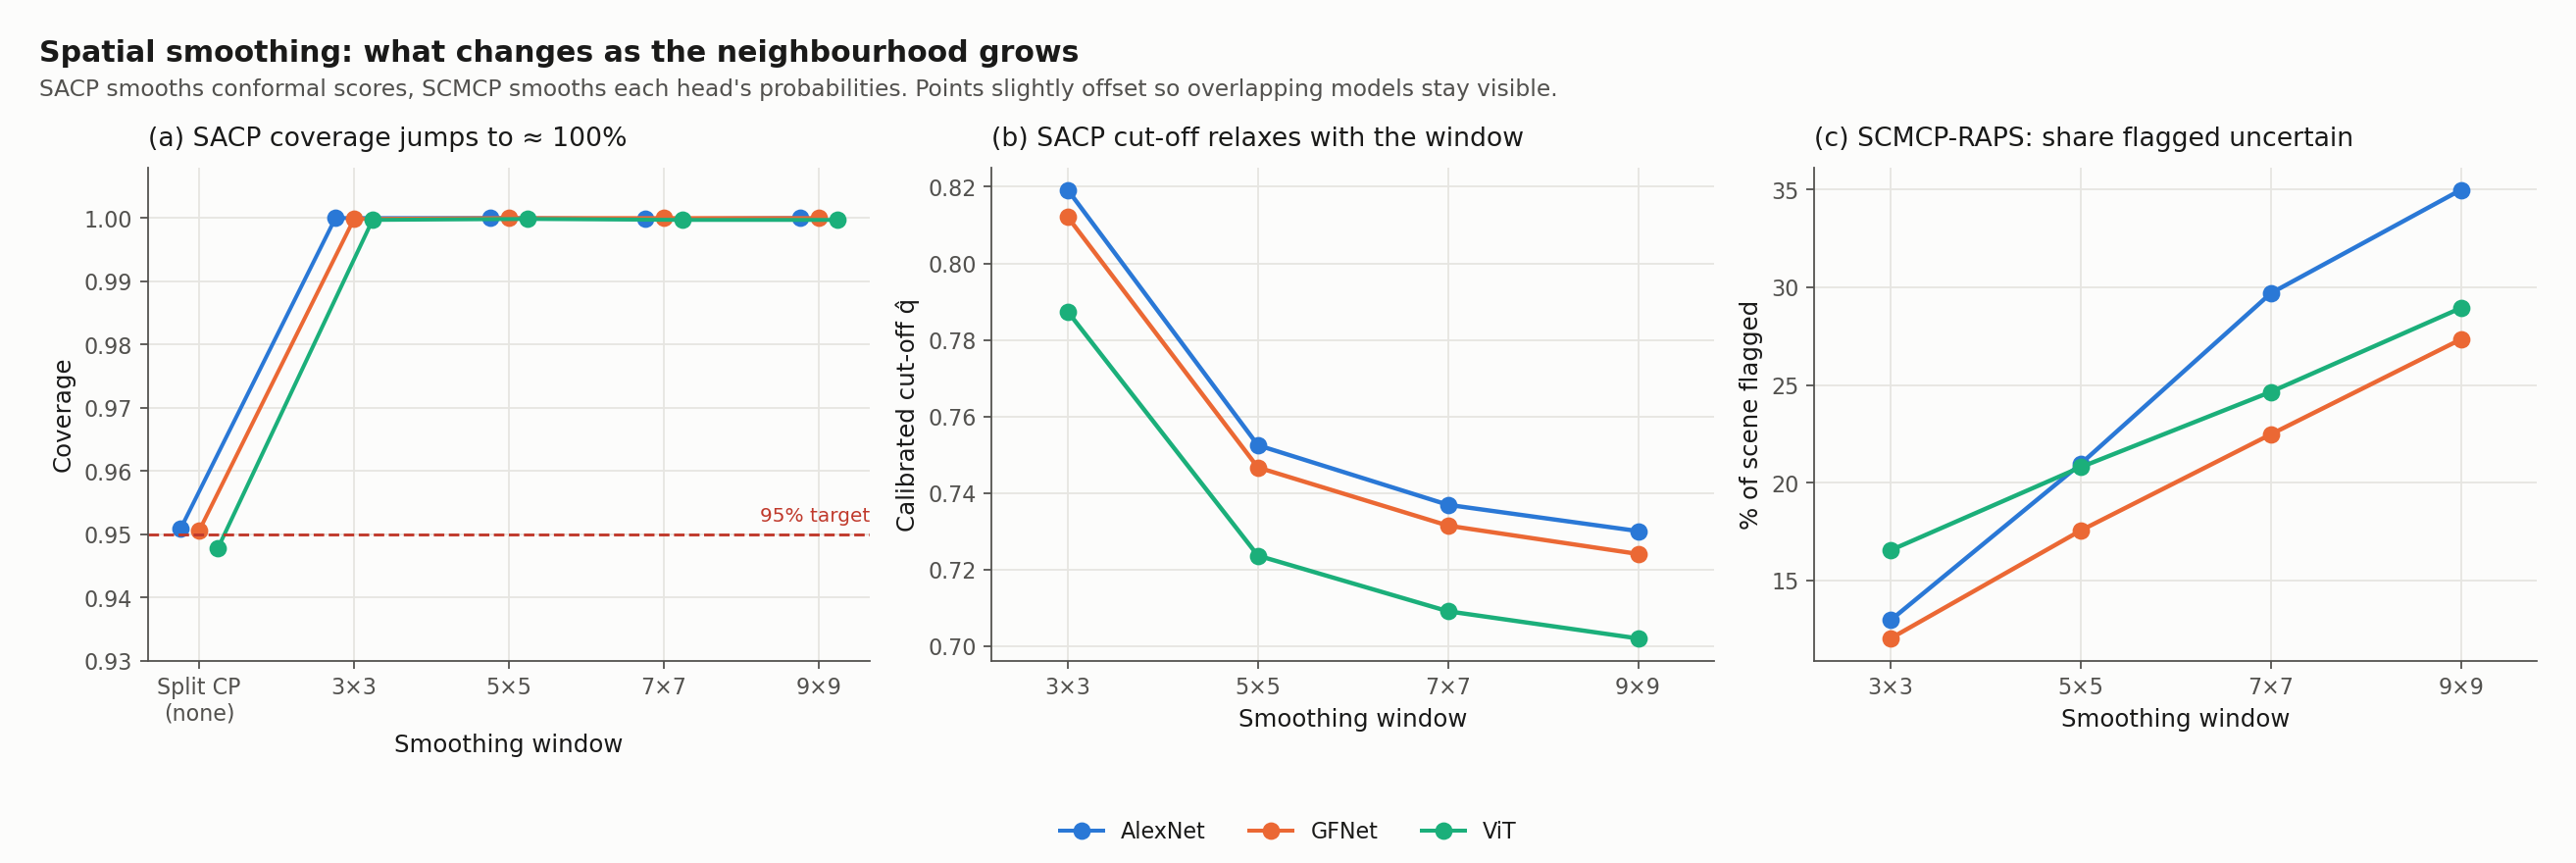 Spatial smoothing: what changes as the neighbourhood grows
SACP smooths conformal scores, SCMCP smooths each head's probabilities. Points slightly offset so overlapping models stay visible.
(a) SACP coverage jumps to ≈ 100%
1.00
0.99
0.98
0.97
0.96
0.95
0.94
0.93
Coverage
95% target
Split CP
(none)
3×3
5×5
7×7
9×9
Smoothing window
(b) SACP cut-off relaxes with the window
0.82
0.80
0.78
0.76
0.74
0.72
0.70
Calibrated cut-off q̂
3×3
5×5
7×7
9×9
Smoothing window
(c) SCMCP-RAPS: share flagged uncertain
35
30
25
20
15
% of scene flagged
3×3
5×5
7×7
9×9
Smoothing window
AlexNet
GFNet
ViT